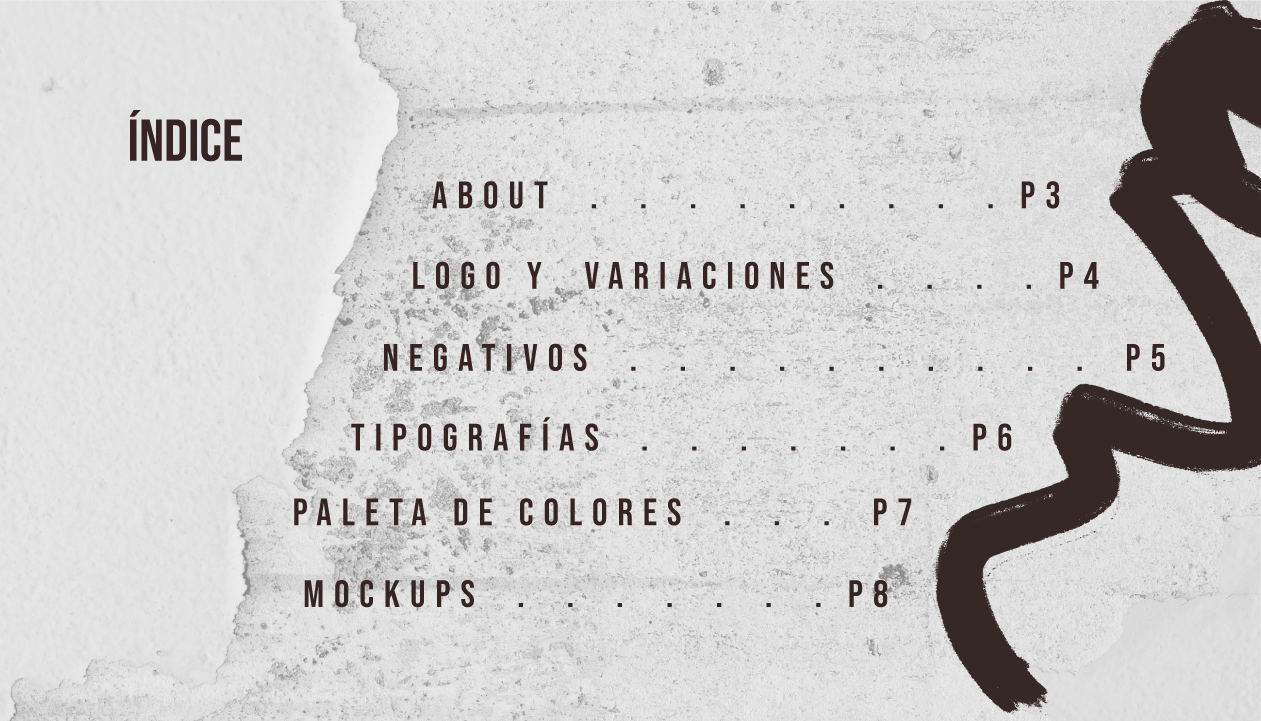 ÍNDICE
ABOUT . . . . . . . . . P3
LOGO Y VARIACIONES . . . . P4
NEGATIVOS . . . . . . . . . . P5
TIPOGRAFÍAS . . . . . . . P6
PALETA DE COLORES . . . P7
MOCKUPS . . . . . . . P8